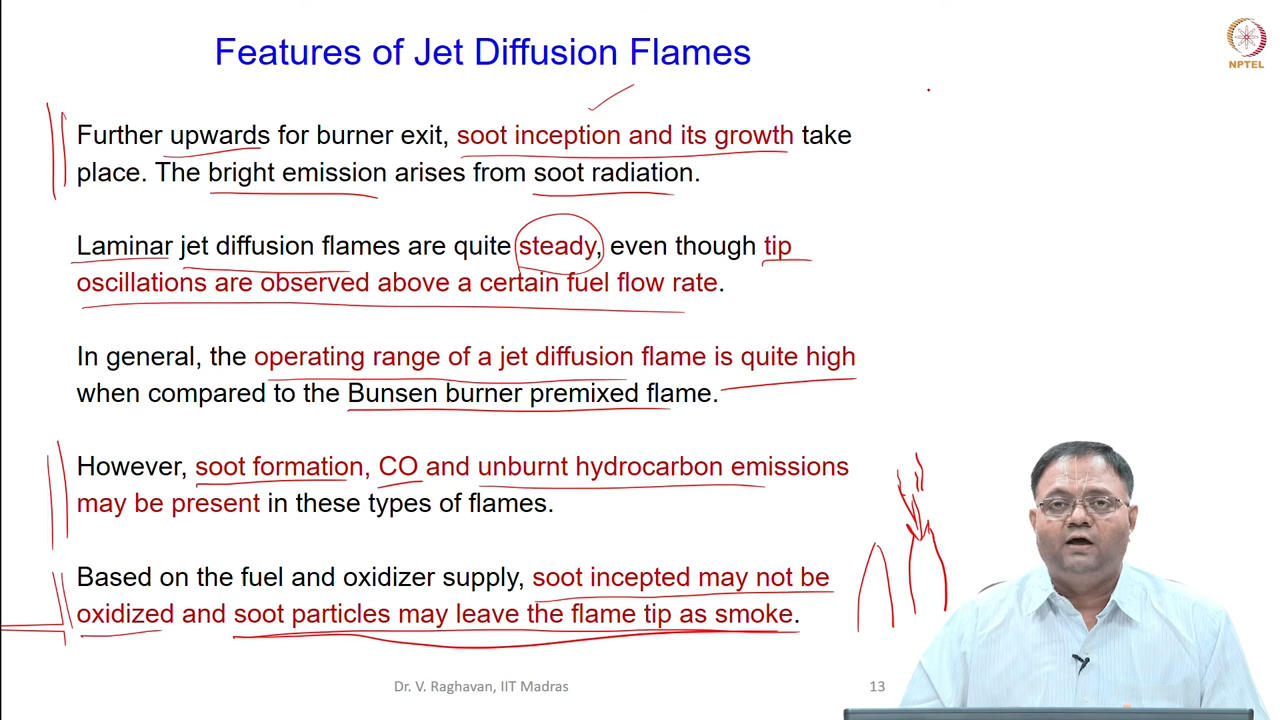 Features of Jet Diffusion Flames
NPTEL
Further upwards for burner exit, soot inception and its growth take
place. The bright emission arises from soot radiation.
Laminar jet diffusion flames are quite steady, even though tip
oscillations are observed above a certain fuel flow rate.
In general, the operating range of a jet diffusion flame is quite high
when compared to the Bunsen burner premixed flame.
However, soot formation, CO and unburnt hydrocarbon emissions
may be present in these types of flames.
Based on the fuel and oxidizer supply, soot incepted may not be
oxidized and soot particles may leave the flame tip as smoke.
Dr. V. Raghavan, IIT Madras
13